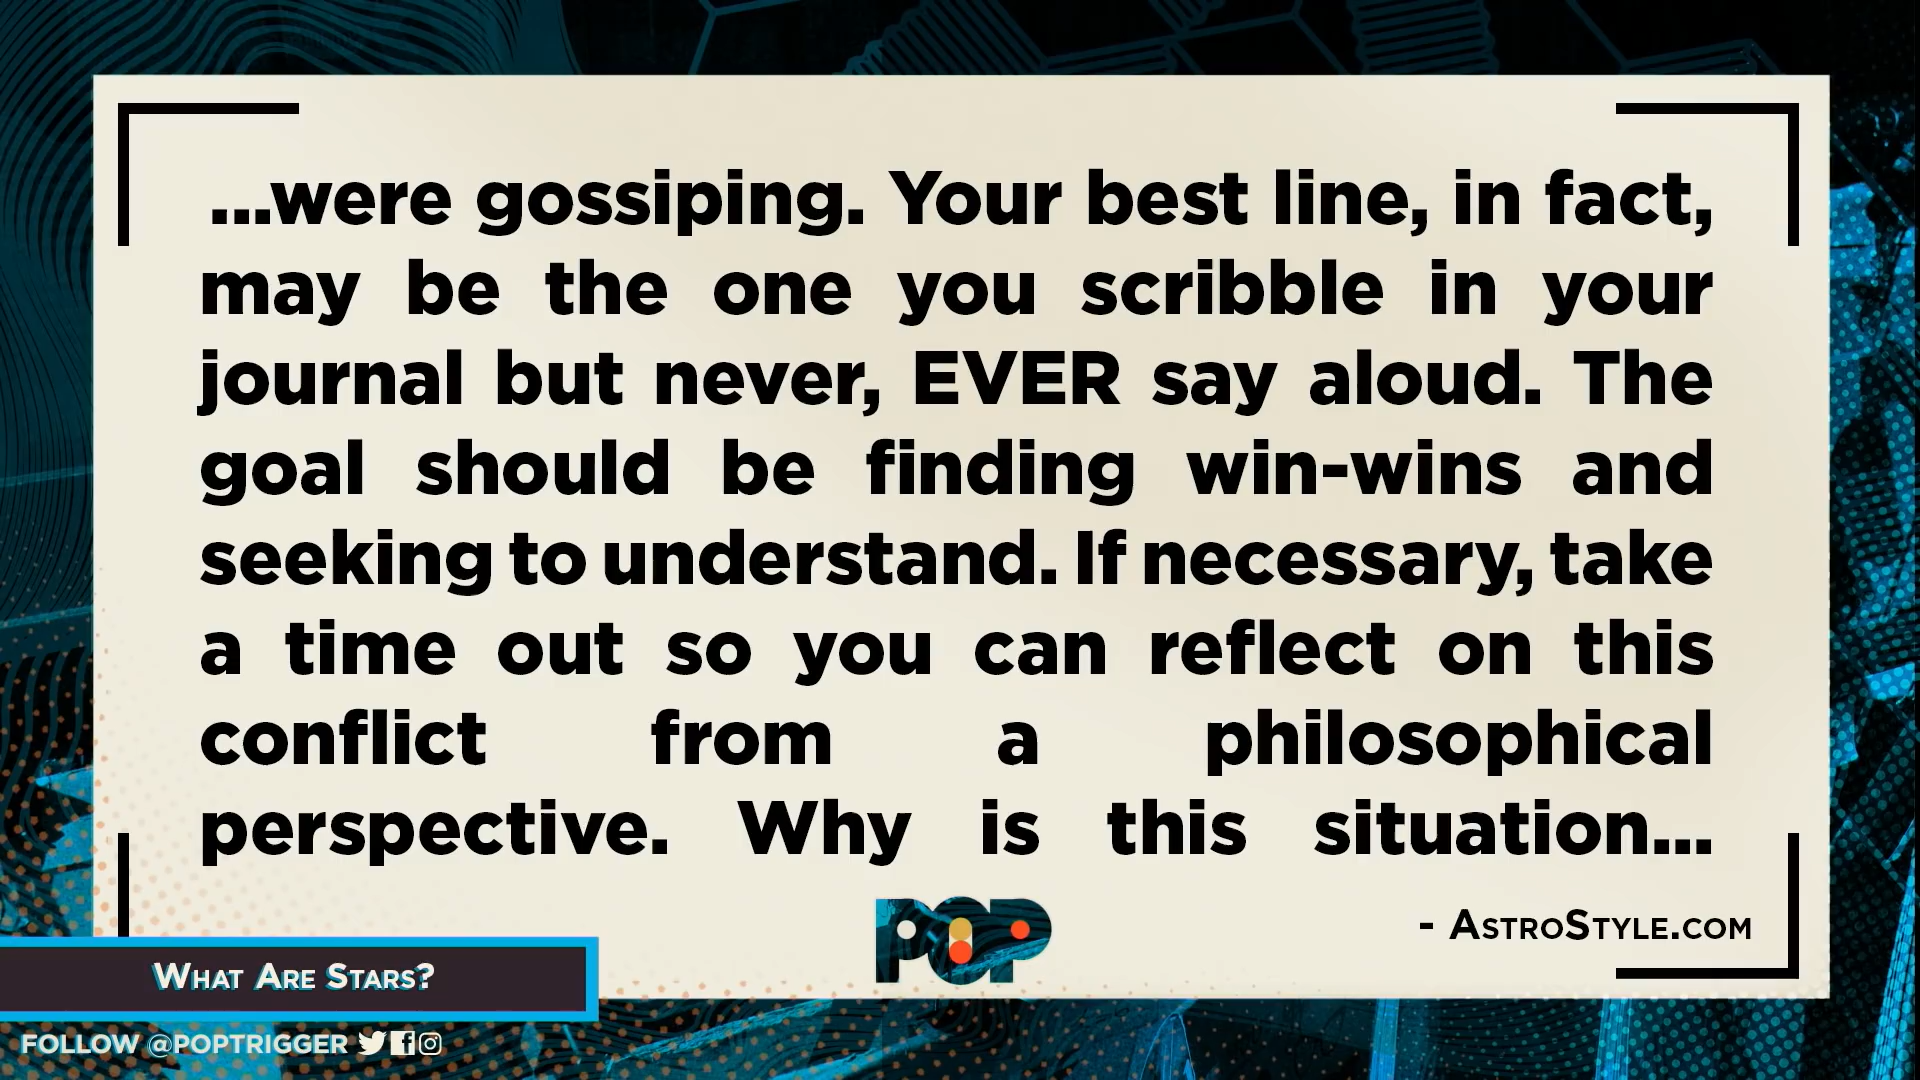 ...were gossiping. Your best line, in fact,
may be the one you scribble in your
journal but never, EVER say aloud. The
goal should be finding win-wins and
seeking to understand. If necessary, take
a time out so you can reflect on this
conflict from a philosophical
perspective. Why is this situation...
POP
- AstroStyle.com
What Are Stars?
FOLLOW @POPTRIGGER